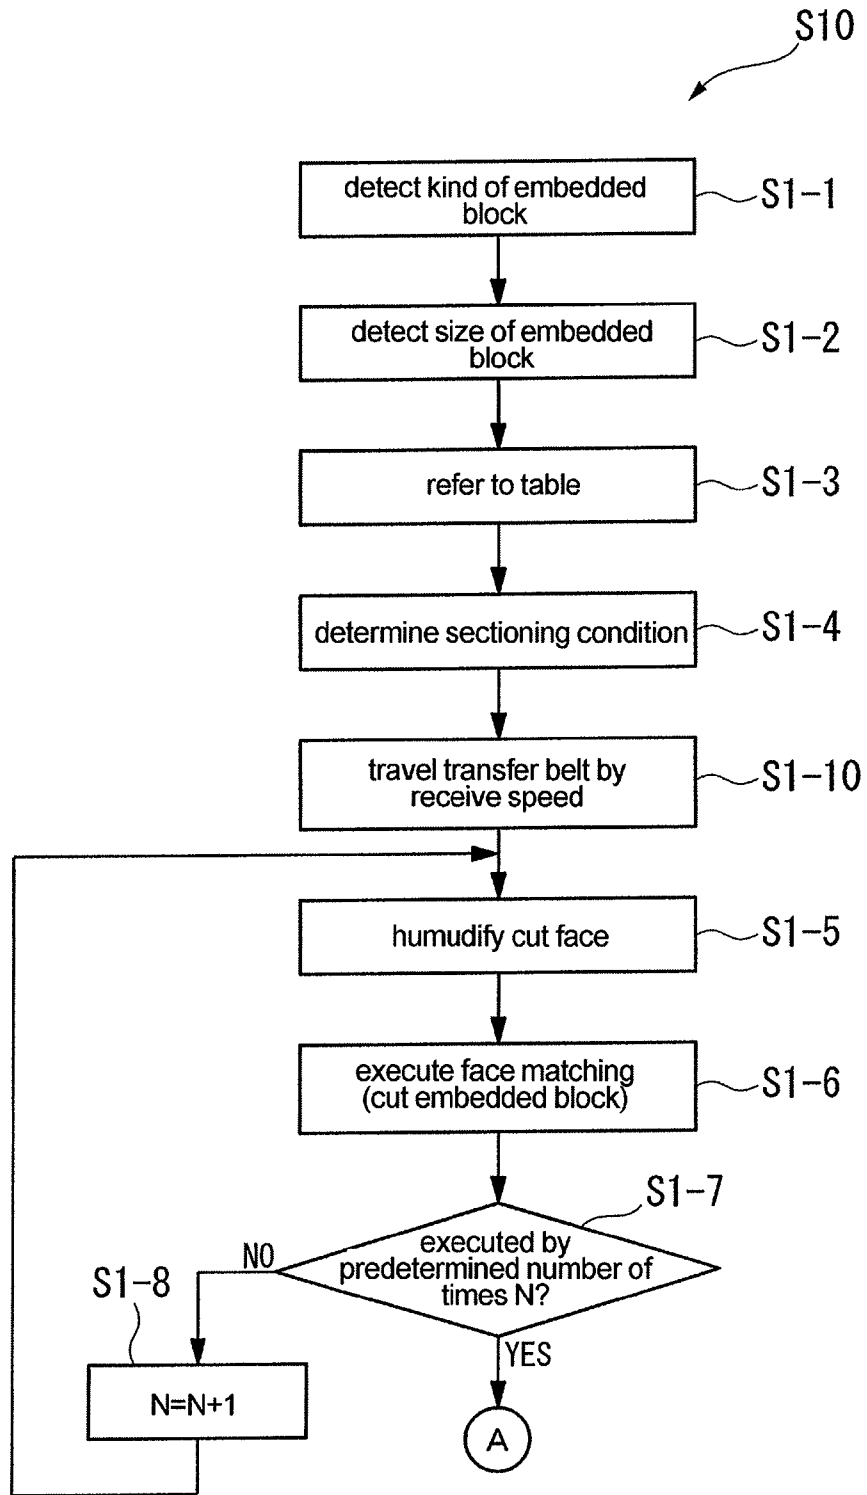 S10
detect kind of embedded
block
S1-1
detect size of embedded
block
S1-2
refer to table
S1-3
determine sectioning condition
S1-4
travel transfer belt by
receive speed
S1-10
humudify cut face
S1-5
execute face matching
(cut embedded block)
S1-6
S1-7
executed by
predetermined number of
times N?
NO
S1-8
YES
N=N+1
A